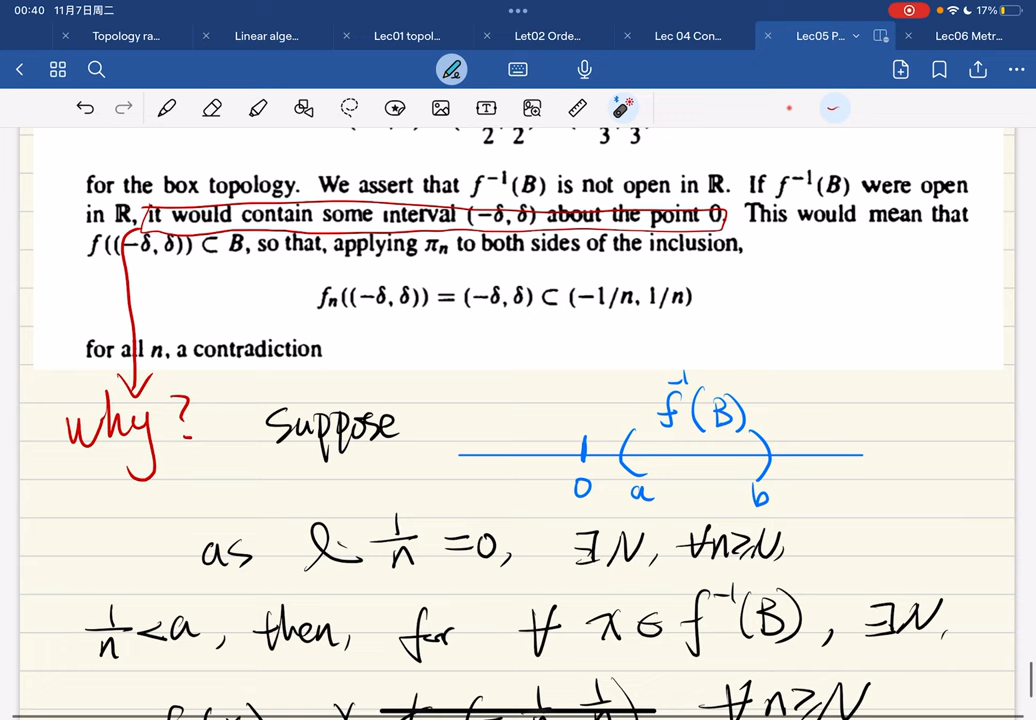 00:40 11月7日周二
17%
Topology ra...
Linear alge...
Lec01 topol...
Let02 Orde...
Lec 04 Con...
Lec05 P...
Lec06 Metr...
2 2 3 3
for the box topology. We assert that f⁻¹(B) is not open in ℝ. If f⁻¹(B) were open
in ℝ, it would contain some interval (−δ, δ) about the point 0. This would mean that
f((−δ, δ)) ⊂ B, so that, applying πn to both sides of the inclusion,
fn((−δ, δ)) = (−δ, δ) ⊂ (−1/n, 1/n)
for all n, a contradiction
why? suppose
f⁻¹(B)
0 a b
as 1/n =0, ∃N, ∀n≥N,
1/n <a, then, for ∀ x∈ f⁻¹(B), ∃N,
∀n≥N